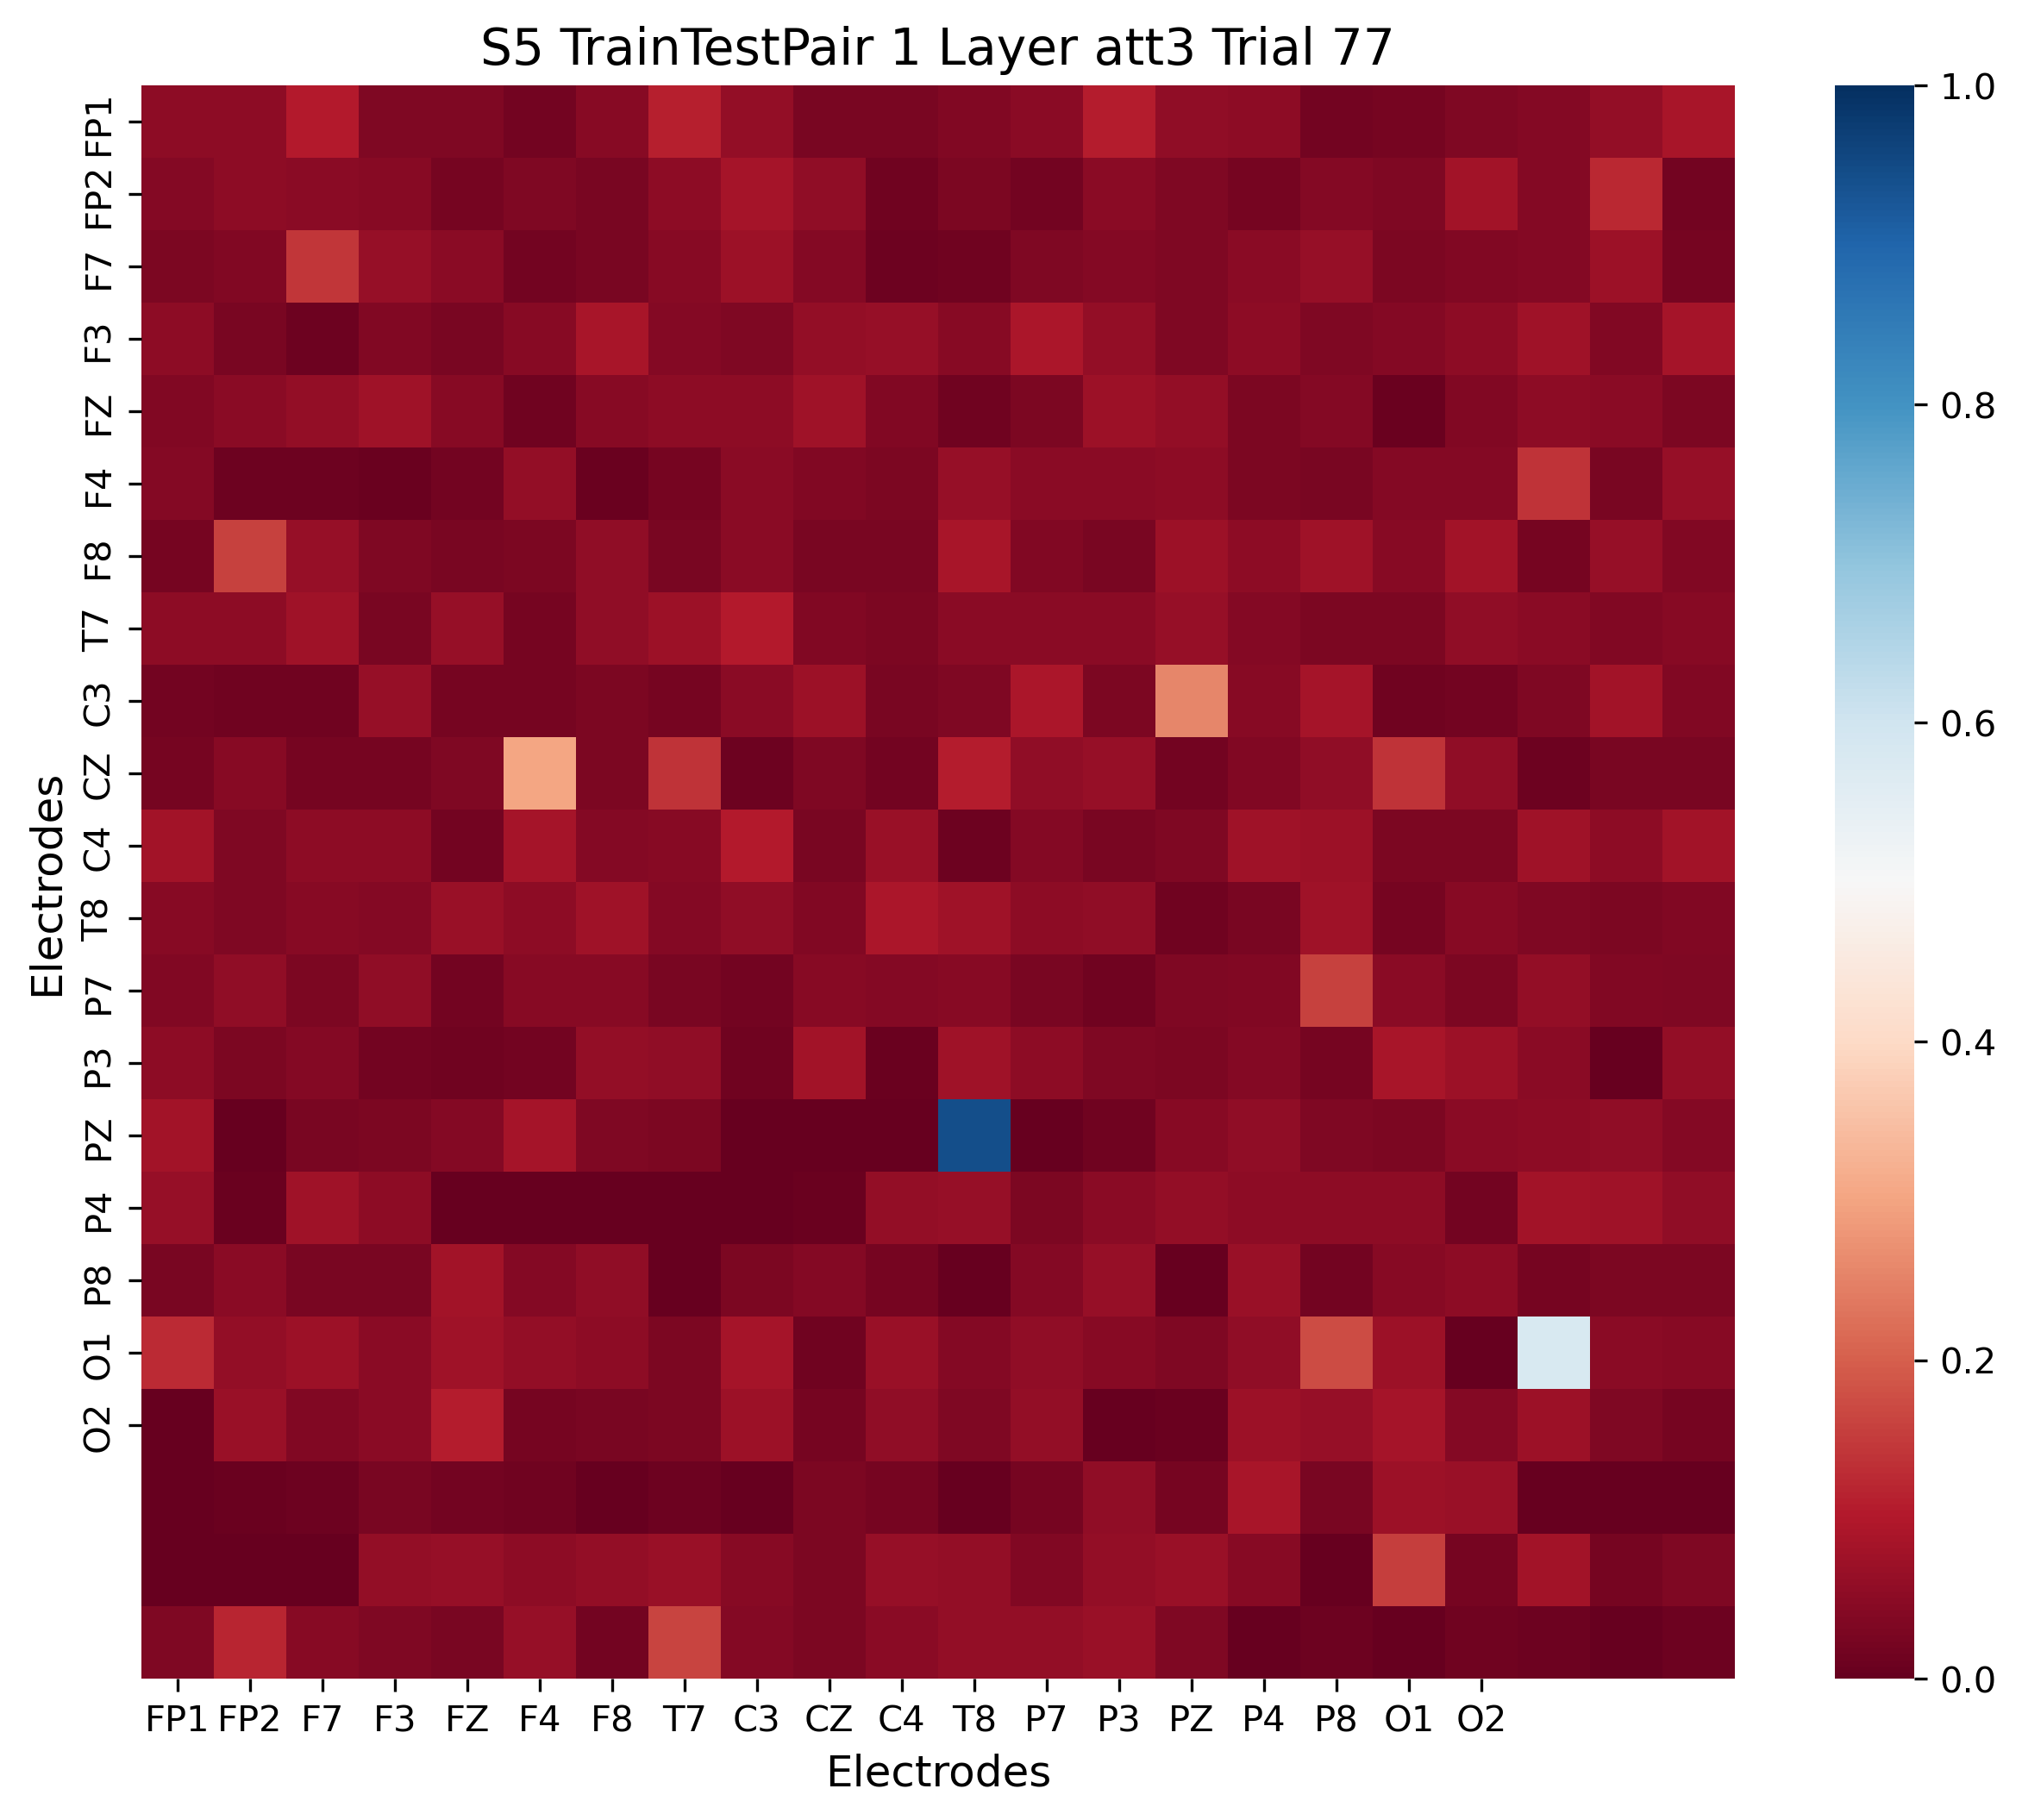 S5 TrainTestPair 1 Layer att3 Trial 77
Electrodes
FP1
FP2
F7
F3
FZ
F4
F8
T7
C3
CZ
C4
T8
P7
P3
PZ
P4
P8
O1
O2
FP1 FP2 F7 F3 FZ F4 F8 T7 C3 CZ C4 T8 P7 P3 PZ P4 P8 O1 O2
Electrodes
1.0
0.8
0.6
0.4
0.2
0.0